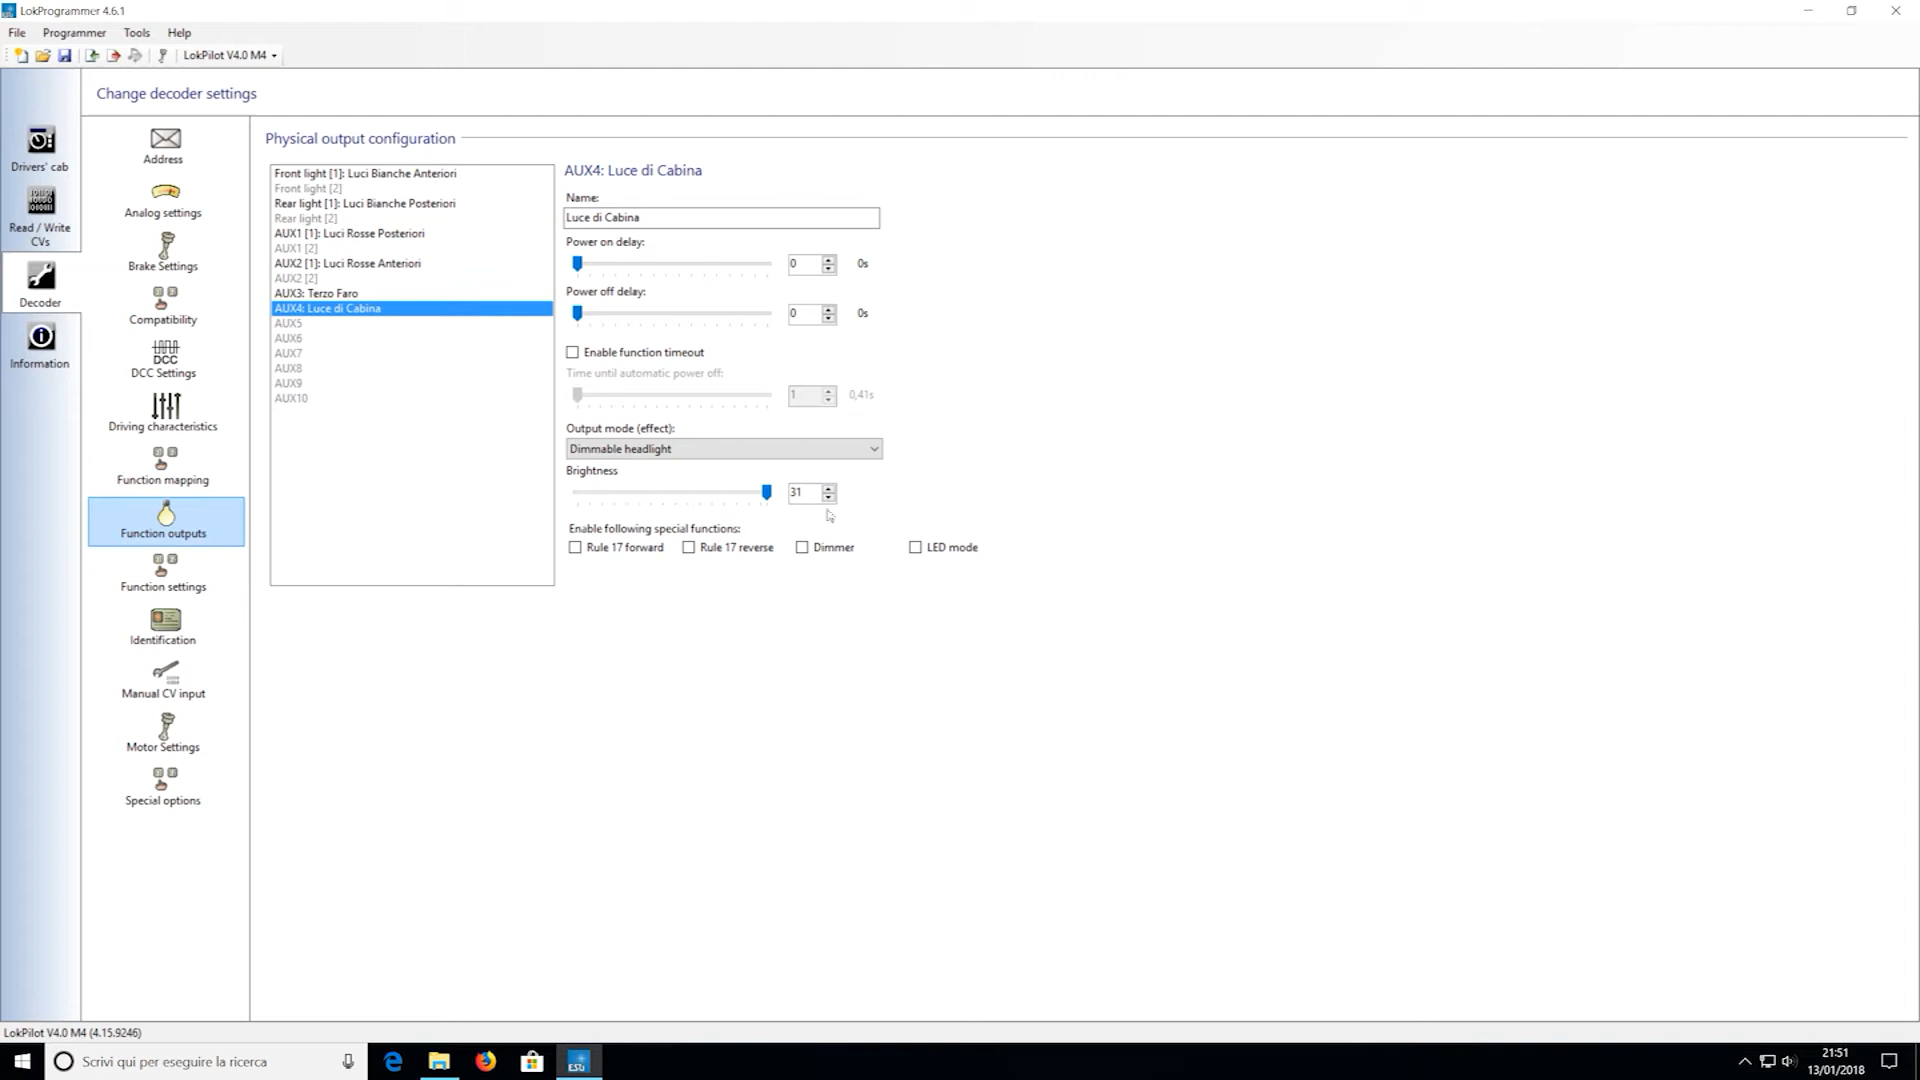 LokProgrammer 4.6.1
File Programmer Tools Help
LokPilot V4.0 M4
Change decoder settings
Drivers' cab
Read / Write
CVs
Decoder
Information
Address
Analog settings
Brake Settings
Compatibility
DCC
DCC Settings
Driving characteristics
Function mapping
Function outputs
Function settings
Identification
Manual CV input
Motor Settings
Special options
Physical output configuration
Front light [1]: Luci Bianche Anteriori
Front light [2]
Rear light [1]: Luci Bianche Posteriori
Rear light [2]
AUX1 [1]: Luci Rosse Posteriori
AUX1 [2]
AUX2 [1]: Luci Rosse Anteriori
AUX2 [2]
AUX3: Terzo Faro
AUX4: Luce di Cabina
AUX5
AUX6
AUX7
AUX8
AUX9
AUX10
AUX4: Luce di Cabina
Name:
Luce di Cabina
Power on delay:
0 0s
Power off delay:
0 0s
Enable function timeout
Time until automatic power off:
1 0,41s
Output mode (effect):
Dimmable headlight
Brightness
31
Enable following special functions:
Rule 17 forward Rule 17 reverse Dimmer LED mode
LokPilot V4.0 M4 (4.15.9246)
Scrivi qui per eseguire la ricerca
ESU
21:51
13/01/2018